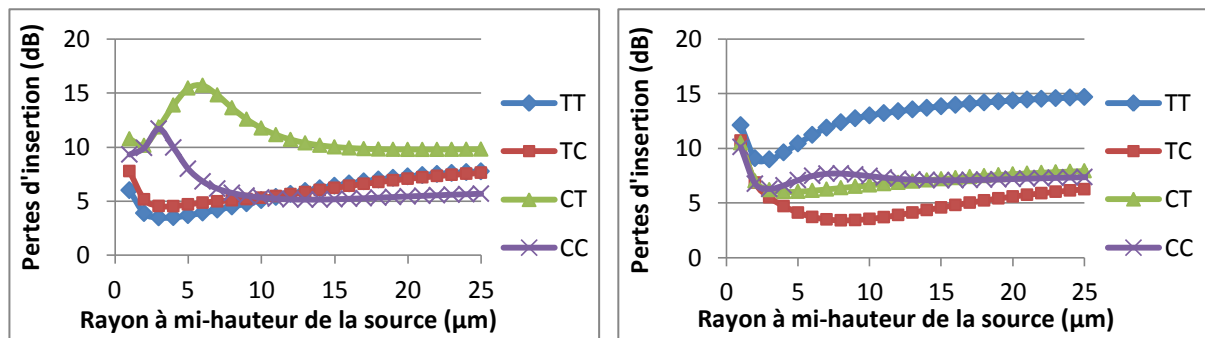 Pertes d'insertion (dB)
20
15
10
5
0
0 5 10 15 20 25
Rayon à mi-hauteur de la source (µm)
TT
TC
CT
CC
Pertes d'insertion (dB)
20
15
10
5
0
0 5 10 15 20 25
Rayon à mi-hauteur de la source (µm)
TT
TC
CT
CC